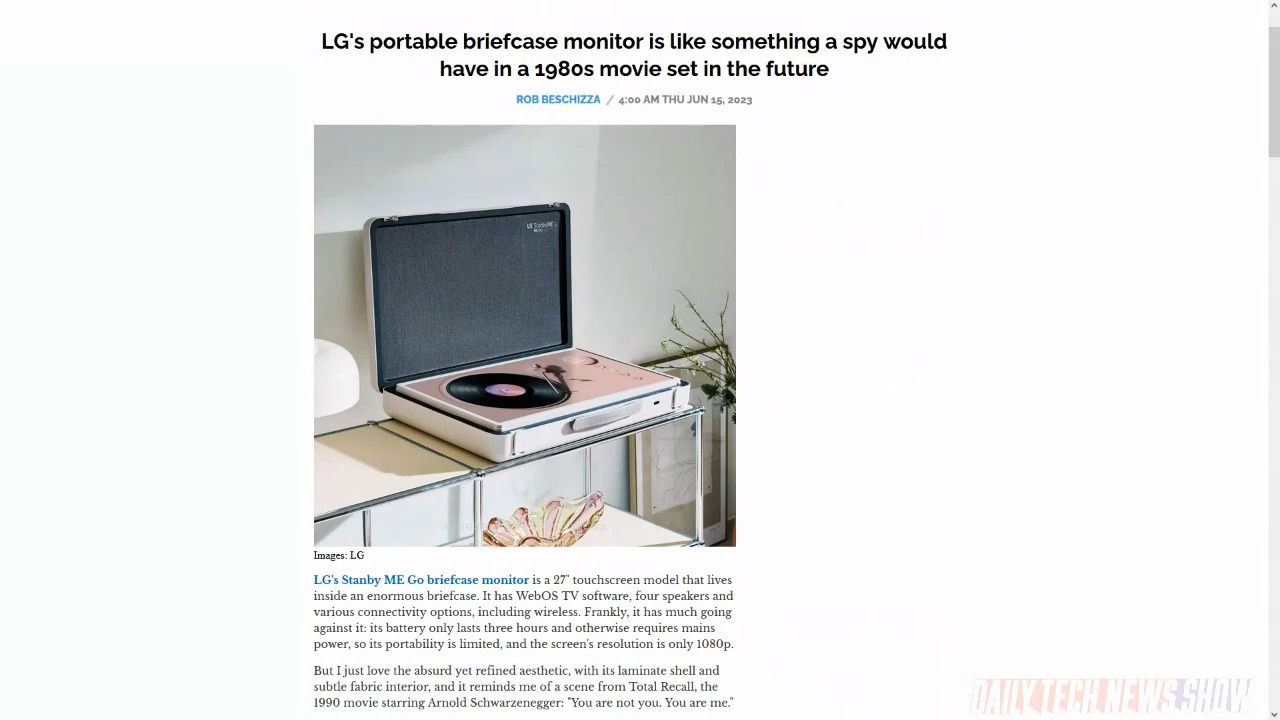 LG's portable briefcase monitor is like something a spy would
have in a 1980s movie set in the future
ROB BESCHIZZA / 4:00 AM THU JUN 15, 2023
LG StanbyME
Images: LG
LG's Stanby ME Go briefcase monitor is a 27" touchscreen model that lives
inside an enormous briefcase. It has WebOS TV software, four speakers and
various connectivity options, including wireless. Frankly, it has much going
against it: its battery only lasts three hours and otherwise requires mains
power, so its portability is limited, and the screen's resolution is only 1080p.
But I just love the absurd yet refined aesthetic, with its laminate shell and
subtle fabric interior, and it reminds me of a scene from Total Recall, the
1990 movie starring Arnold Schwarzenegger: "You are not you. You are me."
DAILY TECH NEWS SHOW